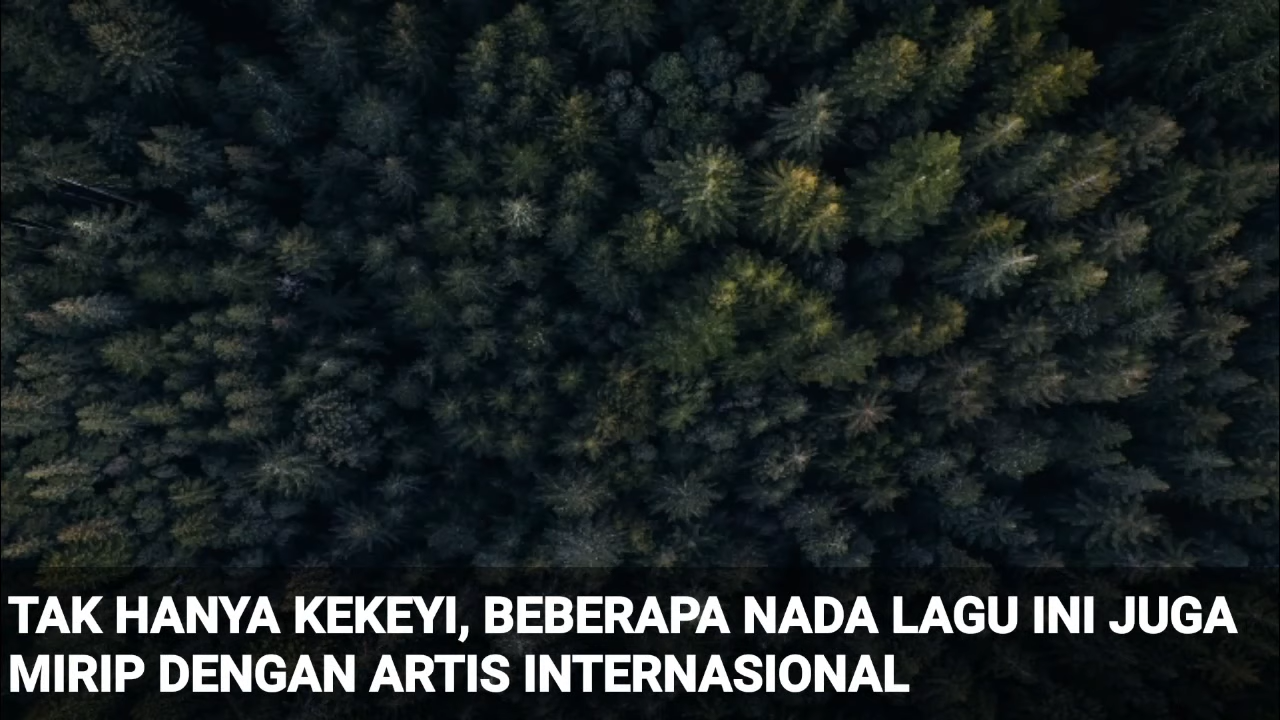 TAK HANYA KEKEYI, BEBERAPA NADA LAGU INI JUGA
MIRIP DENGAN ARTIS INTERNASIONAL